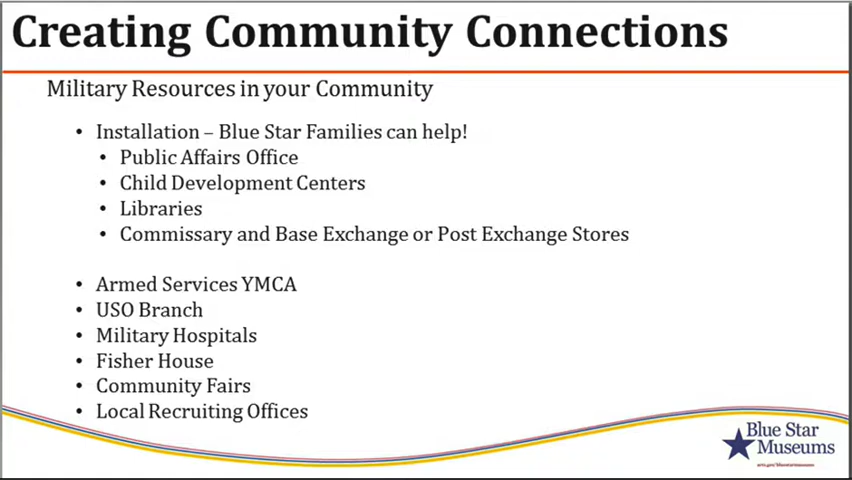 Creating Community Connections
Military Resources in your Community
• Installation – Blue Star Families can help!
• Public Affairs Office
• Child Development Centers
• Libraries
• Commissary and Base Exchange or Post Exchange Stores
• Armed Services YMCA
• USO Branch
• Military Hospitals
• Fisher House
• Community Fairs
• Local Recruiting Offices
Blue Star
Museums